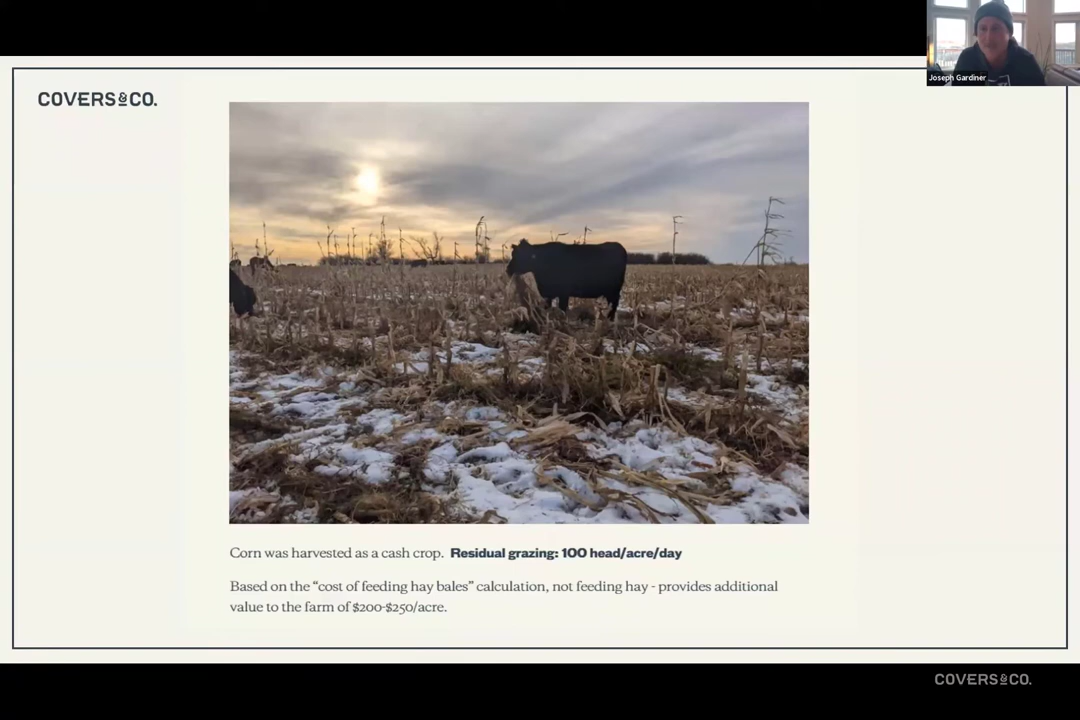 Joseph Gardiner
COVERS&CO.
Corn was harvested as a cash crop. Residual grazing: 100 head/acre/day
Based on the “cost of feeding hay bales” calculation, not feeding hay - provides additional
value to the farm of $200-$250/acre.
COVERS&CO.